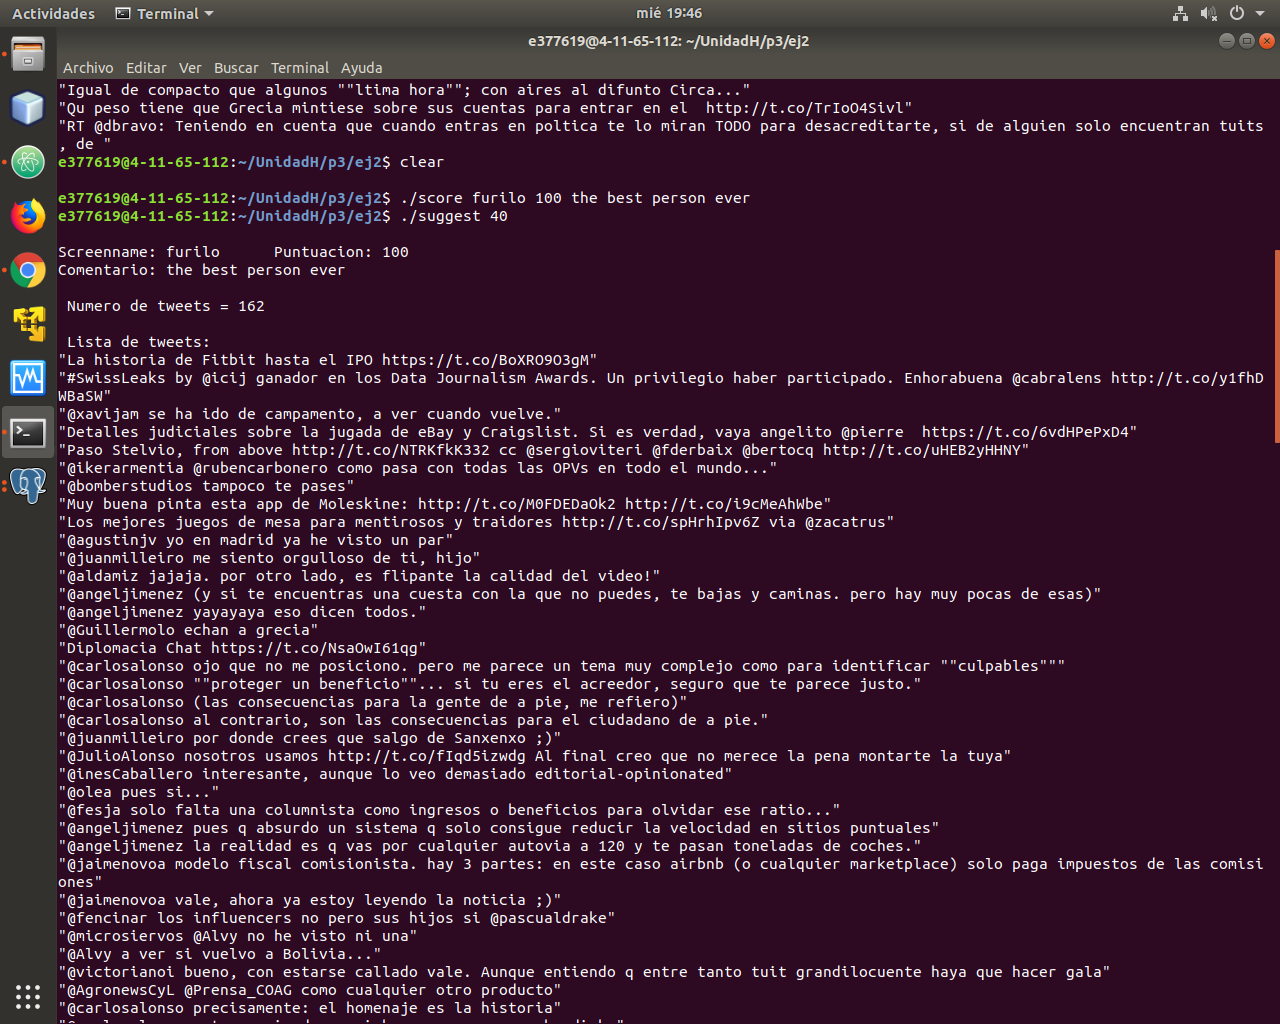 Actividades Terminal mié 19:46
e377619@4-11-65-112: ~/UnidadH/p3/ej2
Archivo Editar Ver Buscar Terminal Ayuda
"Igual de compacto que algunos ""ltima hora""; con aires al difunto Circa..."
"Qu peso tiene que Grecia mintiese sobre sus cuentas para entrar en el  http://t.co/TrIoO4Sivl"
"RT @dbravo: Teniendo en cuenta que cuando entras en poltica te lo miran TODO para desacreditarte, si de alguien solo encuentran tuits
, de "
e377619@4-11-65-112:~/UnidadH/p3/ej2$ clear
e377619@4-11-65-112:~/UnidadH/p3/ej2$ ./score furilo 100 the best person ever
e377619@4-11-65-112:~/UnidadH/p3/ej2$ ./suggest 40
Screenname: furilo      Puntuacion: 100
Comentario: the best person ever
Numero de tweets = 162
Lista de tweets:
"La historia de Fitbit hasta el IPO https://t.co/BoXRO9O3gM"
"#SwissLeaks by @icij ganador en los Data Journalism Awards. Un privilegio haber participado. Enhorabuena @cabralens http://t.co/y1fhD
WBaSW"
"@xavijam se ha ido de campamento, a ver cuando vuelve."
"Detalles judiciales sobre la jugada de eBay y Craigslist. Si es verdad, vaya angelito @pierre  https://t.co/6vdHPePxD4"
"Paso Stelvio, from above http://t.co/NTRKfkK332 cc @sergioviteri @fderbaix @bertocq http://t.co/uHEB2yHHNY"
"@ikerarmentia @rubencarbonero como pasa con todas las OPVs en todo el mundo..."
"@bomberstudios tampoco te pases"
"Muy buena pinta esta app de Moleskine: http://t.co/M0FDEDaOk2 http://t.co/i9cMeAhWbe"
"Los mejores juegos de mesa para mentirosos y traidores http://t.co/spHrhIpv6Z via @zacatrus"
"@agustinjv yo en madrid ya he visto un par"
"@juanmilleiro me siento orgulloso de ti, hijo"
"@aldamiz jajaja. por otro lado, es flipante la calidad del video!"
"@angeljimenez (y si te encuentras una cuesta con la que no puedes, te bajas y caminas. pero hay muy pocas de esas)"
"@angeljimenez yayayaya eso dicen todos."
"@Guillermolo echan a grecia"
"Diplomacia Chat https://t.co/NsaOwI61qg"
"@carlosalonso ojo que no me posiciono. pero me parece un tema muy complejo como para identificar ""culpables"""
"@carlosalonso ""proteger un beneficio""... si tu eres el acreedor, seguro que te parece justo."
"@carlosalonso (las consecuencias para la gente de a pie, me refiero)"
"@carlosalonso al contrario, son las consecuencias para el ciudadano de a pie."
"@juanmilleiro por donde crees que salgo de Sanxenxo ;)"
"@JulioAlonso nosotros usamos http://t.co/fIqd5izwdg Al final creo que no merece la pena montarte la tuya"
"@inesCaballero interesante, aunque lo veo demasiado editorial-opinionated"
"@olea pues si..."
"@fesja solo falta una columnista como ingresos o beneficios para olvidar ese ratio..."
"@angeljimenez pues q absurdo un sistema q solo consigue reducir la velocidad en sitios puntuales"
"@angeljimenez la realidad es q vas por cualquier autovia a 120 y te pasan toneladas de coches."
"@jaimenovoa modelo fiscal comisionista. hay 3 partes: en este caso airbnb (o cualquier marketplace) solo paga impuestos de las comisi
ones"
"@jaimenovoa vale, ahora ya estoy leyendo la noticia ;)"
"@fencinar los influencers no pero sus hijos si @pascualdrake"
"@microsiervos @Alvy no he visto ni una"
"@Alvy a ver si vuelvo a Bolivia..."
"@victorianoi bueno, con estarse callado vale. Aunque entiendo q entre tanto tuit grandilocuente haya que hacer gala"
"@AgronewsCyL @Prensa_COAG como cualquier otro producto"
"@carlosalonso precisamente: el homenaje es la historia"